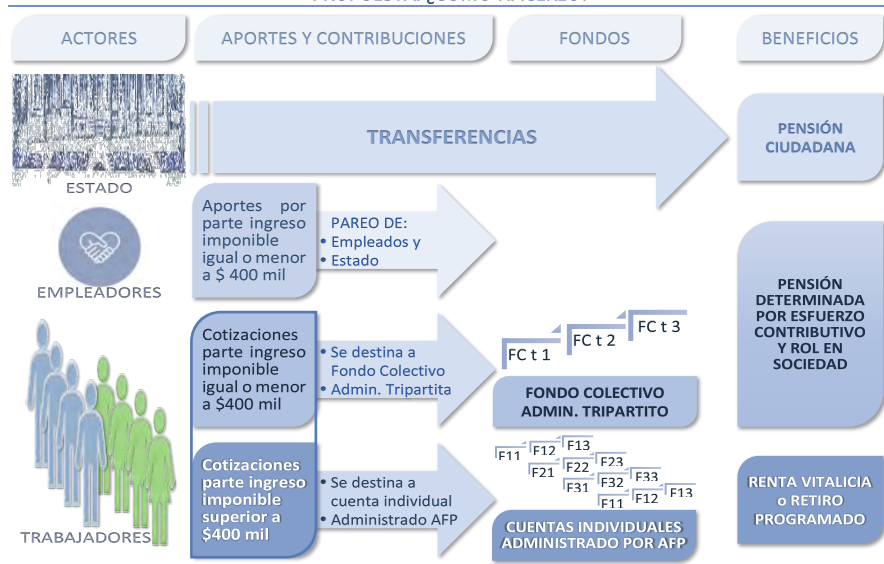 ACTORES
APORTES Y CONTRIBUCIONES
FONDOS
BENEFICIOS
TRANSFERENCIAS
PENSIÓN
CIUDADANA
ESTADO
Aportes por
parte ingreso
imponible
igual o menor
a $ 400 mil
PAREO DE:
• Empleados y
• Estado
EMPLEADORES
PENSIÓN
DETERMINADA
POR ESFUERZO
CONTRIBUTIVO
Y ROL EN
SOCIEDAD
Cotizaciones
parte ingreso
imponible
igual o menor
a $400 mil
• Se destina a
Fondo Colectivo
• Admin. Tripartita
FC t 1
FC t 2
FC t 3
FONDO COLECTIVO
ADMIN. TRIPARTITO
Cotizaciones
parte ingreso
imponible
superior a
$400 mil
• Se destina a
cuenta individual
• Administrado AFP
F11
F12
F13
F21
F22
F23
F31
F32
F33
F11
F12
F13
CUENTAS INDIVIDUALES
ADMINISTRADO POR AFP
RENTA VITALICIA
o RETIRO
PROGRAMADO
TRABAJADORES